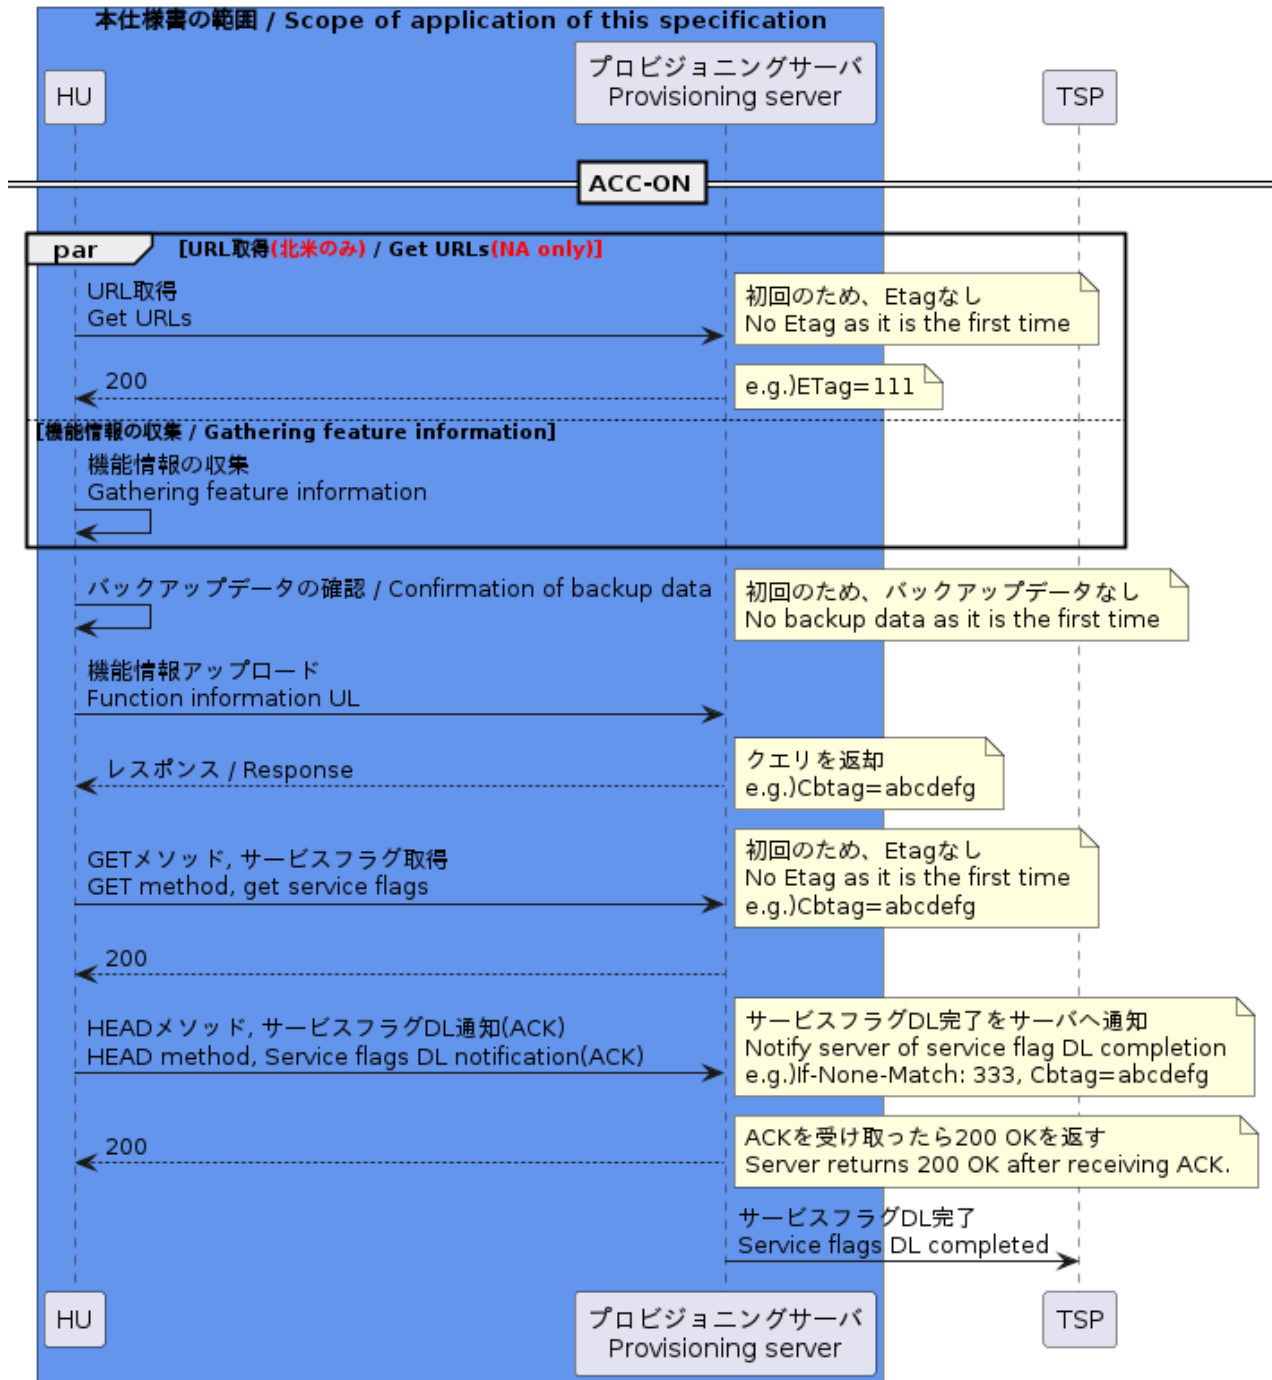 本仕様書の範囲 / Scope of application of this specification
HU
プロビジョニングサーバ
Provisioning server
TSP
ACC-ON
par
[URL取得(北米のみ) / Get URLs(NA only)]
URL取得
Get URLs
初回のため、Etagなし
No Etag as it is the first time
200
e.g.)ETag=111
[機能情報の収集 / Gathering feature information]
機能情報の収集
Gathering feature information
バックアップデータの確認 / Confirmation of backup data
初回のため、バックアップデータなし
No backup data as it is the first time
機能情報アップロード
Function information UL
レスポンス / Response
クエリを返却
e.g.)Cbtag=abcdefg
GETメソッド, サービスフラグ取得
GET method, get service flags
初回のため、Etagなし
No Etag as it is the first time
e.g.)Cbtag=abcdefg
200
HEADメソッド, サービスフラグDL通知(ACK)
HEAD method, Service flags DL notification(ACK)
サービスフラグDL完了をサーバへ通知
Notify server of service flag DL completion
e.g.)If-None-Match: 333, Cbtag=abcdefg
200
ACKを受け取ったら200 OKを返す
Server returns 200 OK after receiving ACK.
サービスフラグDL完了
Service flags DL completed
HU
プロビジョニングサーバ
Provisioning server
TSP